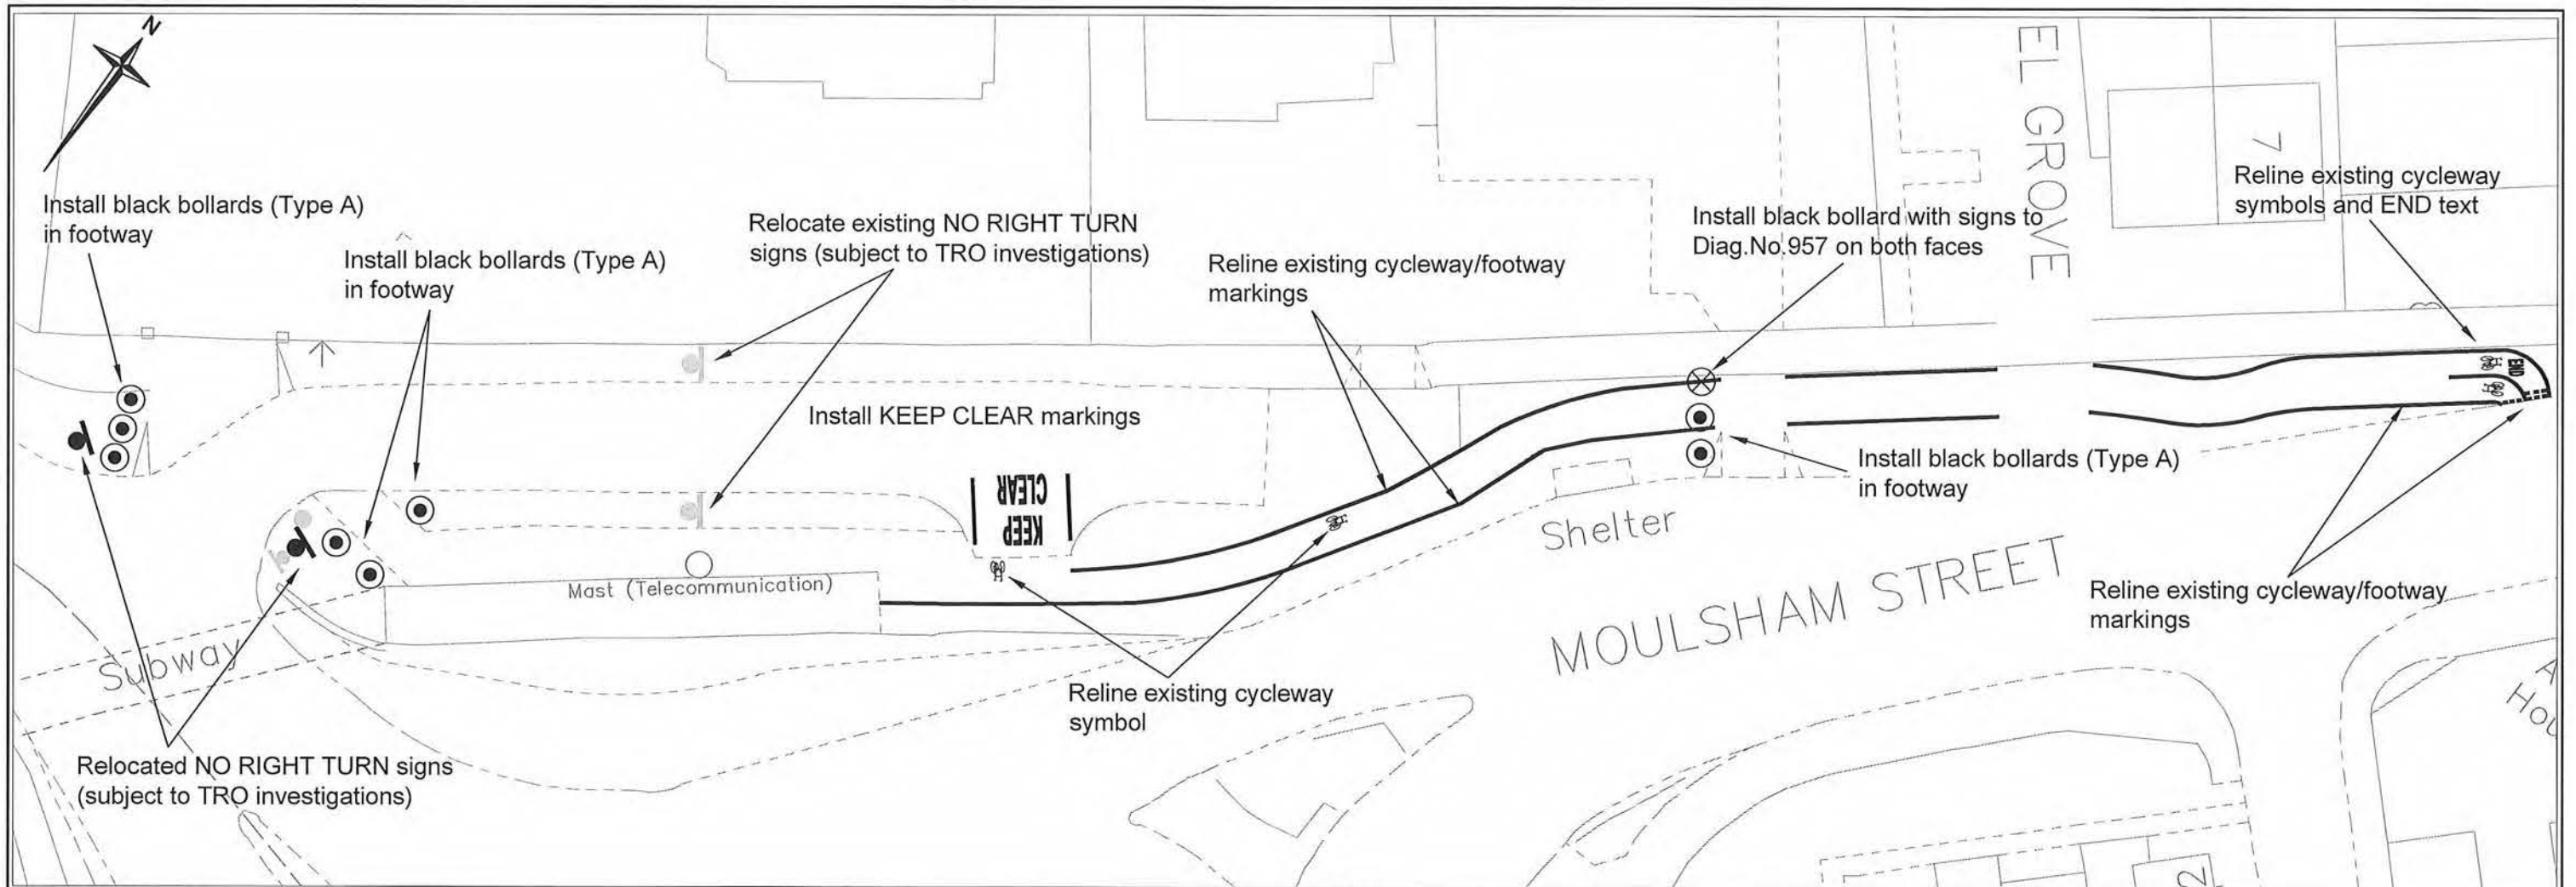 N
Install black bollards (Type A)
in footway
Install black bollards (Type A)
in footway
Relocate existing NO RIGHT TURN
signs (subject to TRO investigations)
Reline existing cycleway/footway
markings
Install black bollard with signs to
Diag.No.957 on both faces
EL GROVE
7
Reline existing cycleway
symbols and END text
END
Install KEEP CLEAR markings
KEEP
CLEAR
Install black bollards (Type A)
in footway
Shelter
Mast (Telecommunication)
MOULSHAM STREET
Reline existing cycleway/footway
markings
Subway
Reline existing cycleway
symbol
Relocated NO RIGHT TURN signs
(subject to TRO investigations)
2